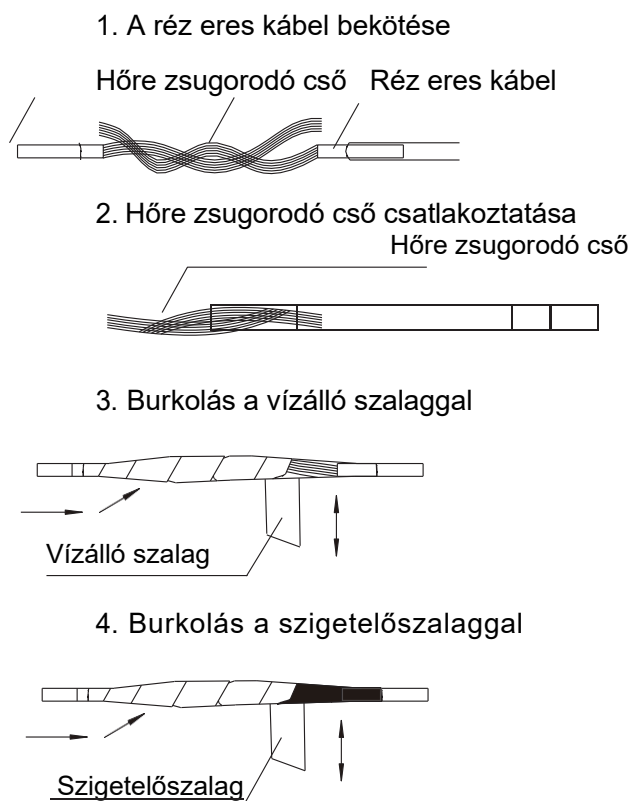 1. A réz eres kábel bekötése
Hőre zsugorodó cső Réz eres kábel
2. Hőre zsugorodó cső csatlakoztatása
Hőre zsugorodó cső
3. Burkolás a vízálló szalaggal
Vízálló szalag
4. Burkolás a szigetelőszalaggal
Szigetelőszalag